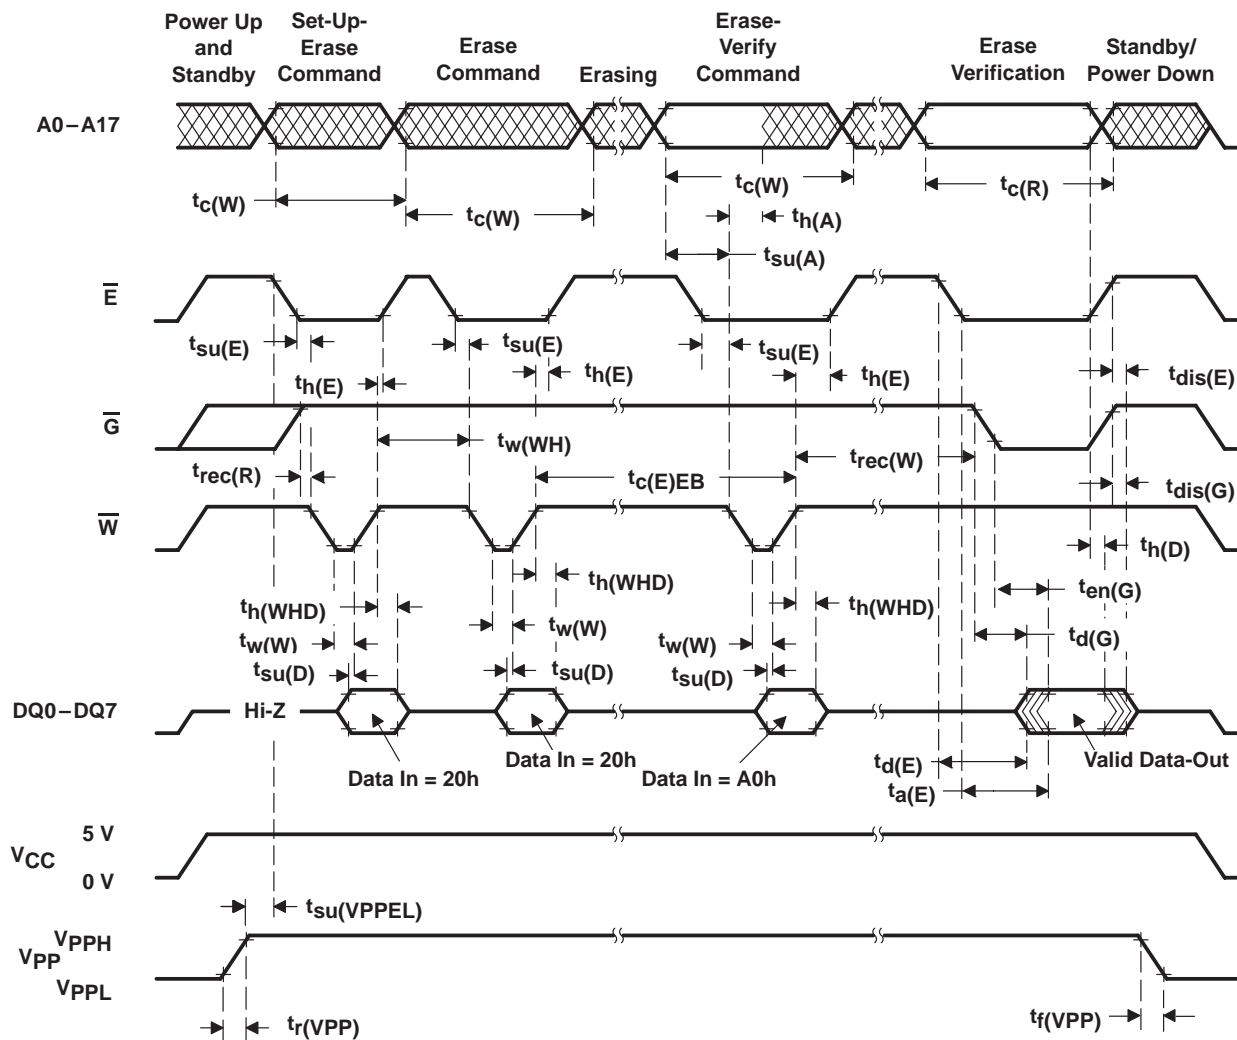 Power Up
and
Standby
Set-Up-
Erase
Command
Erase
Command
Erasing
Erase-
Verify
Command
Erase
Verification
Standby/
Power Down
A0–A17
tc(W)
tc(W)
tc(W)
tc(R)
th(A)
tsu(A)
E
tsu(E)
tsu(E)
tsu(E)
th(E)
th(E)
th(E)
tdis(E)
G
tw(WH)
trec(R)
trec(W)
tc(E)EB
tdis(G)
W
th(D)
th(WHD)
th(WHD)
th(WHD)
ten(G)
tw(W)
tw(W)
tw(W)
td(G)
tsu(D)
tsu(D)
tsu(D)
DQ0–DQ7
Hi-Z
Data In = 20h
Data In = 20h
Data In = A0h
Valid Data-Out
td(E)
ta(E)
5 V
VCC
0 V
tsu(VPPEL)
VPPH
VPP
VPPL
tr(VPP)
tf(VPP)